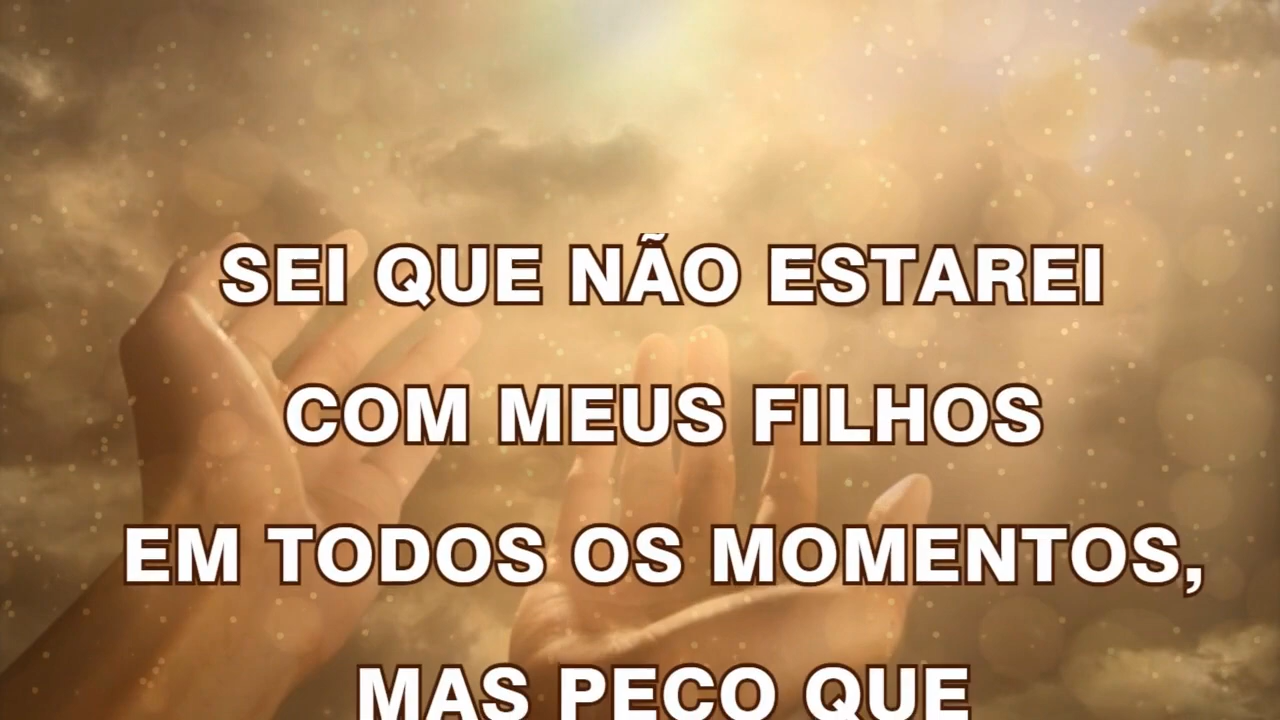 SEI QUE NÃO ESTAREI
COM MEUS FILHOS
EM TODOS OS MOMENTOS,
MAS PEÇO QUE